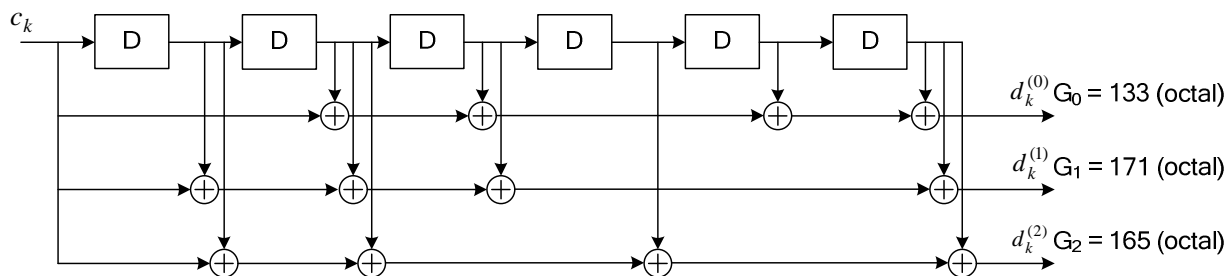 c_k D D D D D D
d_k^{(0)} G₀ = 133 (octal)
d_k^{(1)} G₁ = 171 (octal)
d_k^{(2)} G₂ = 165 (octal)